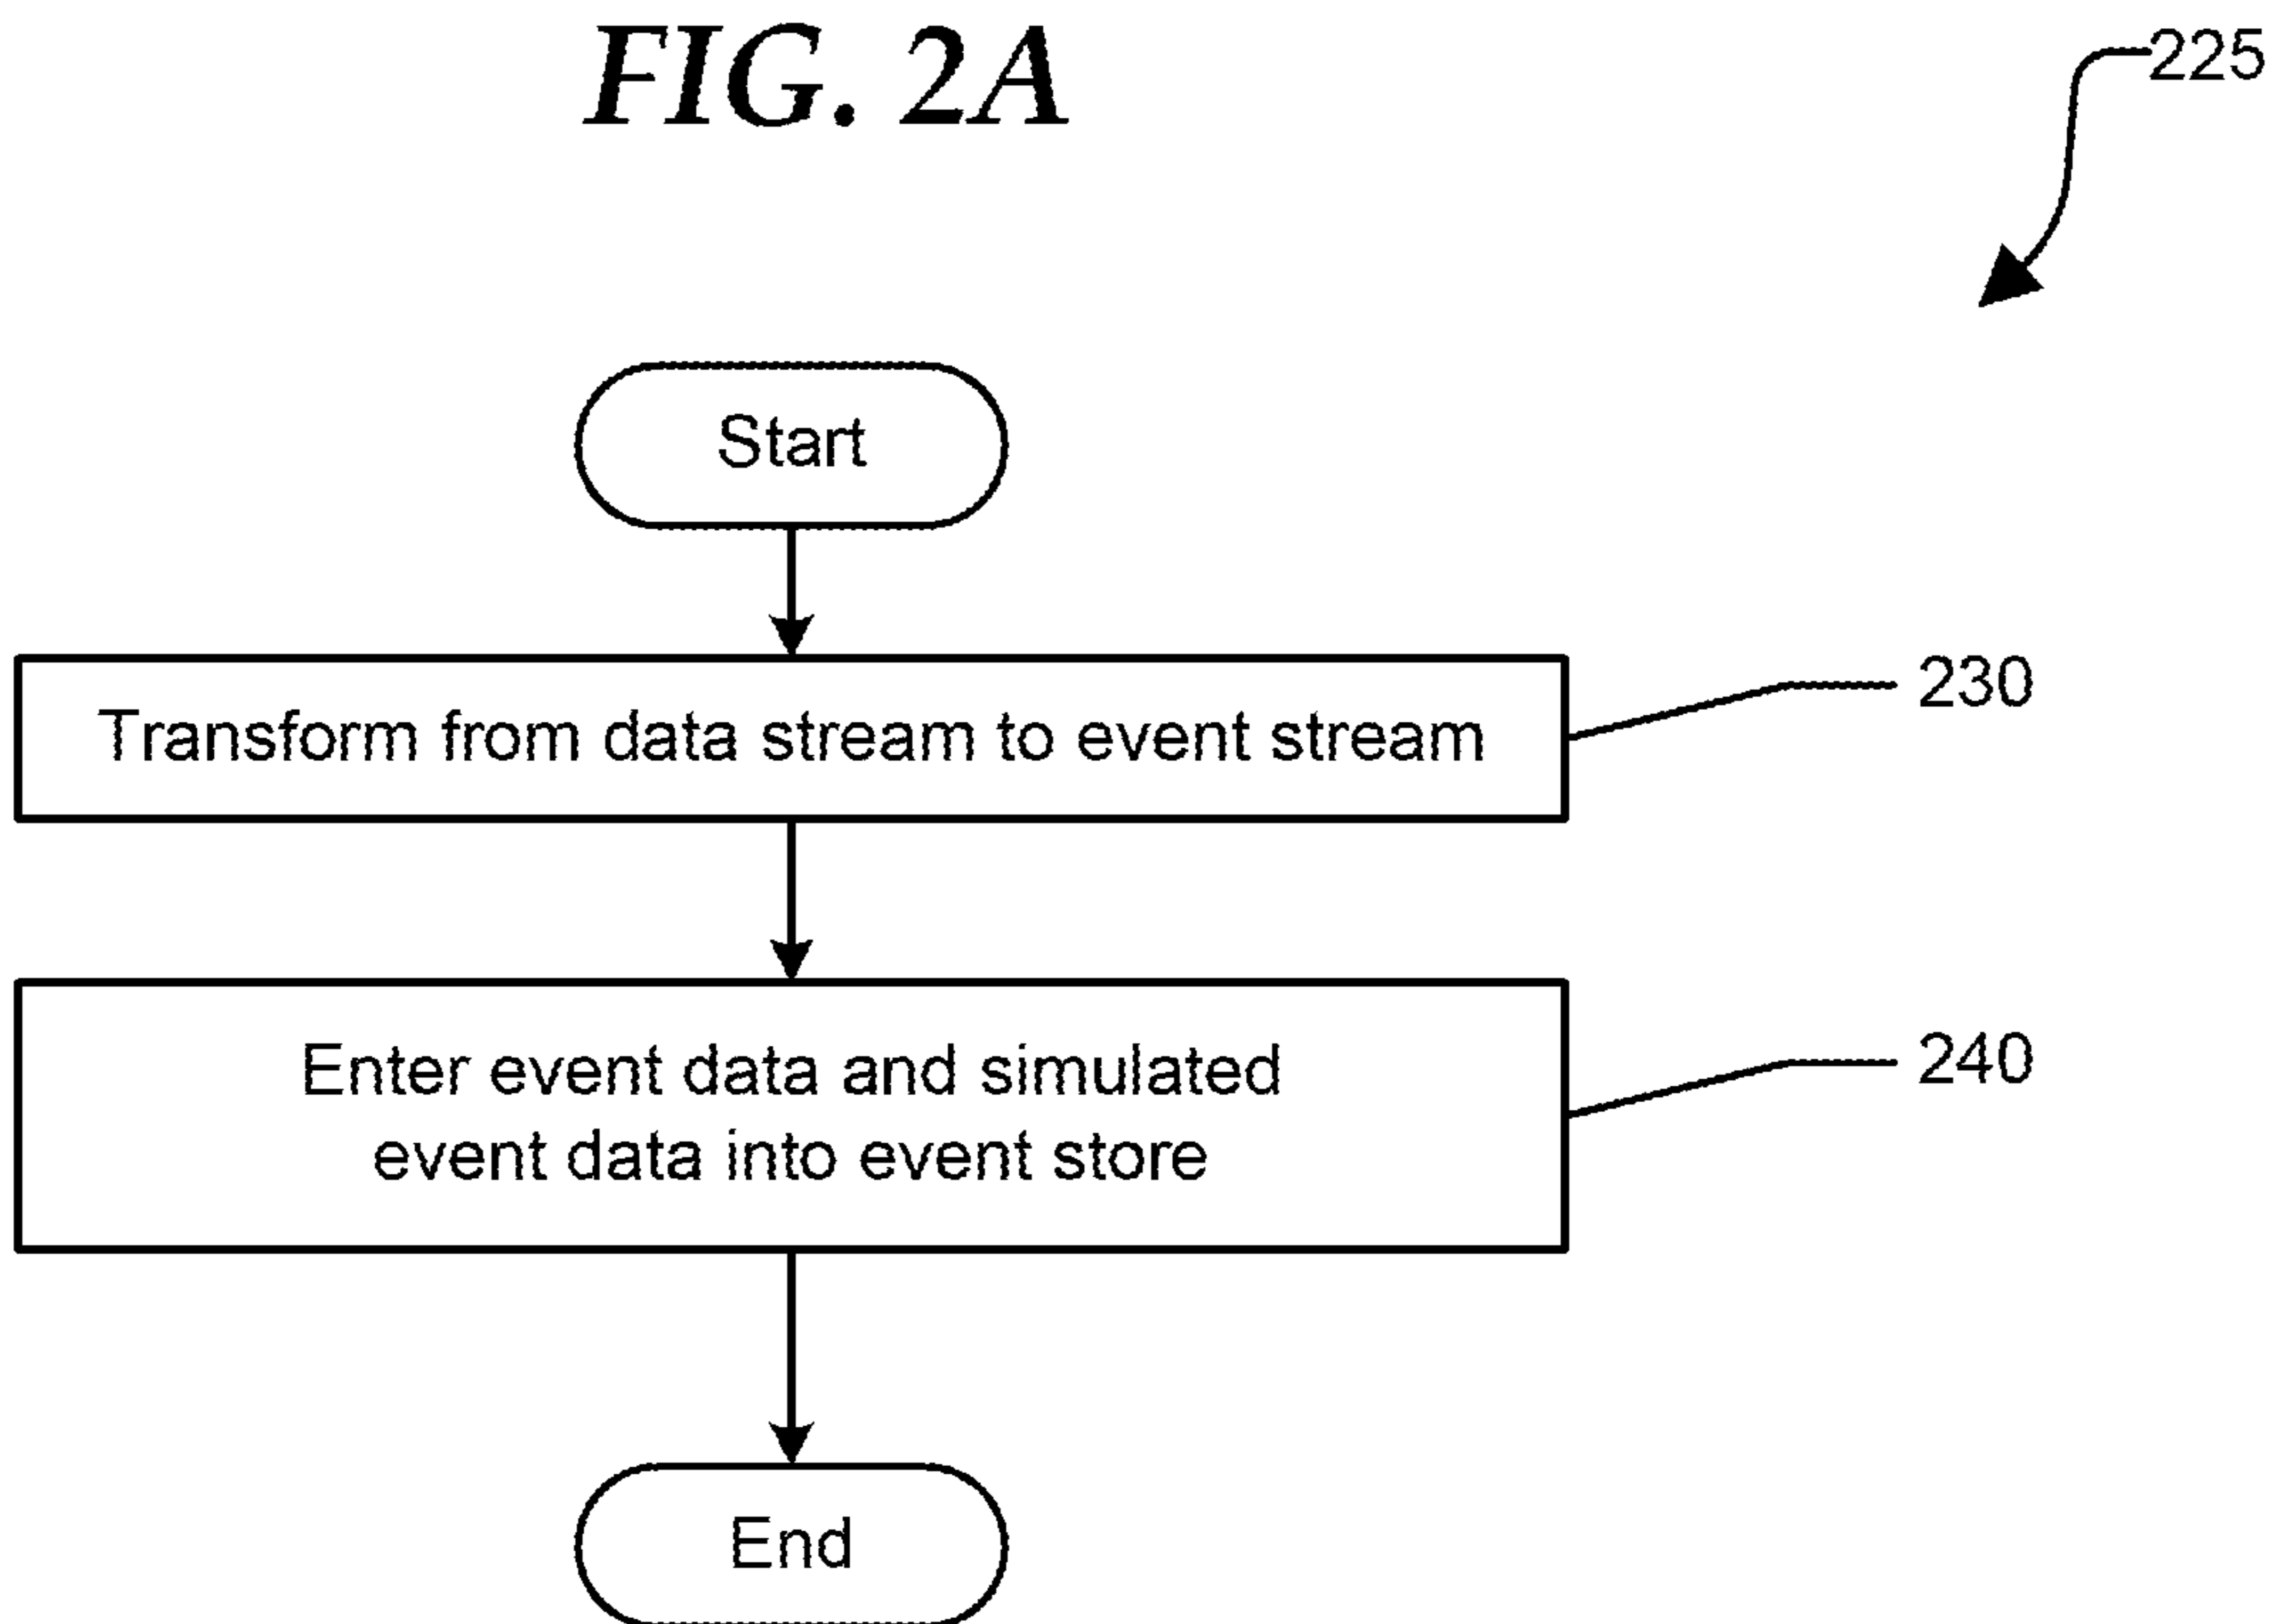 FIG. 2A
225
Start
Transform from data stream to event stream
230
Enter event data and simulated
event data into event store
240
End